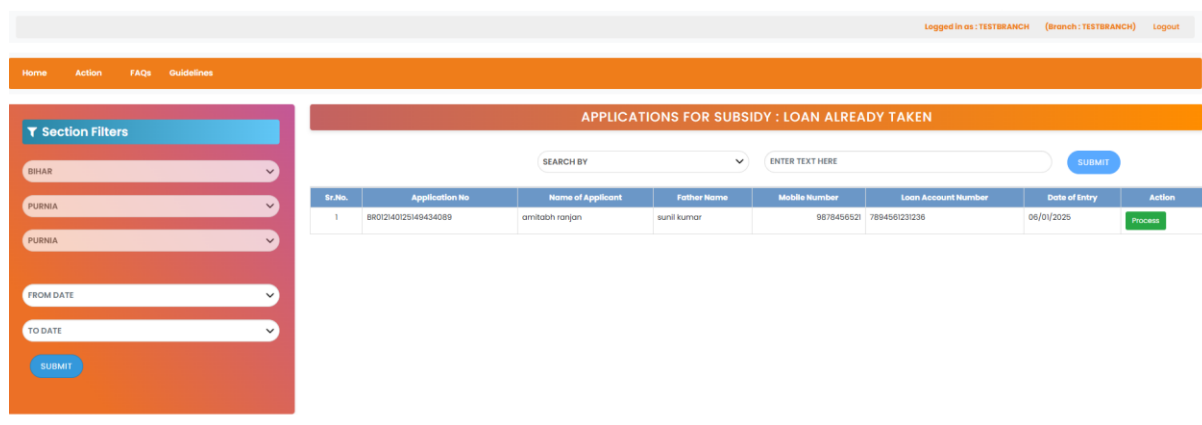 Logged in as : TESTBRANCH (Branch : TESTBRANCH) Logout
Home Action FAQs Guidelines
Section Filters
BIHAR
PURNIA
PURNIA
FROM DATE
TO DATE
SUBMIT
APPLICATIONS FOR SUBSIDY : LOAN ALREADY TAKEN
SEARCH BY ENTER TEXT HERE SUBMIT
Sr.No. Application No Name of Applicant Father Name Mobile Number Loan Account Number Date of Entry Action
1 BR012140125149434089 amitabh ranjan sunil kumar 9878456521 7894561231236 06/01/2025 Process